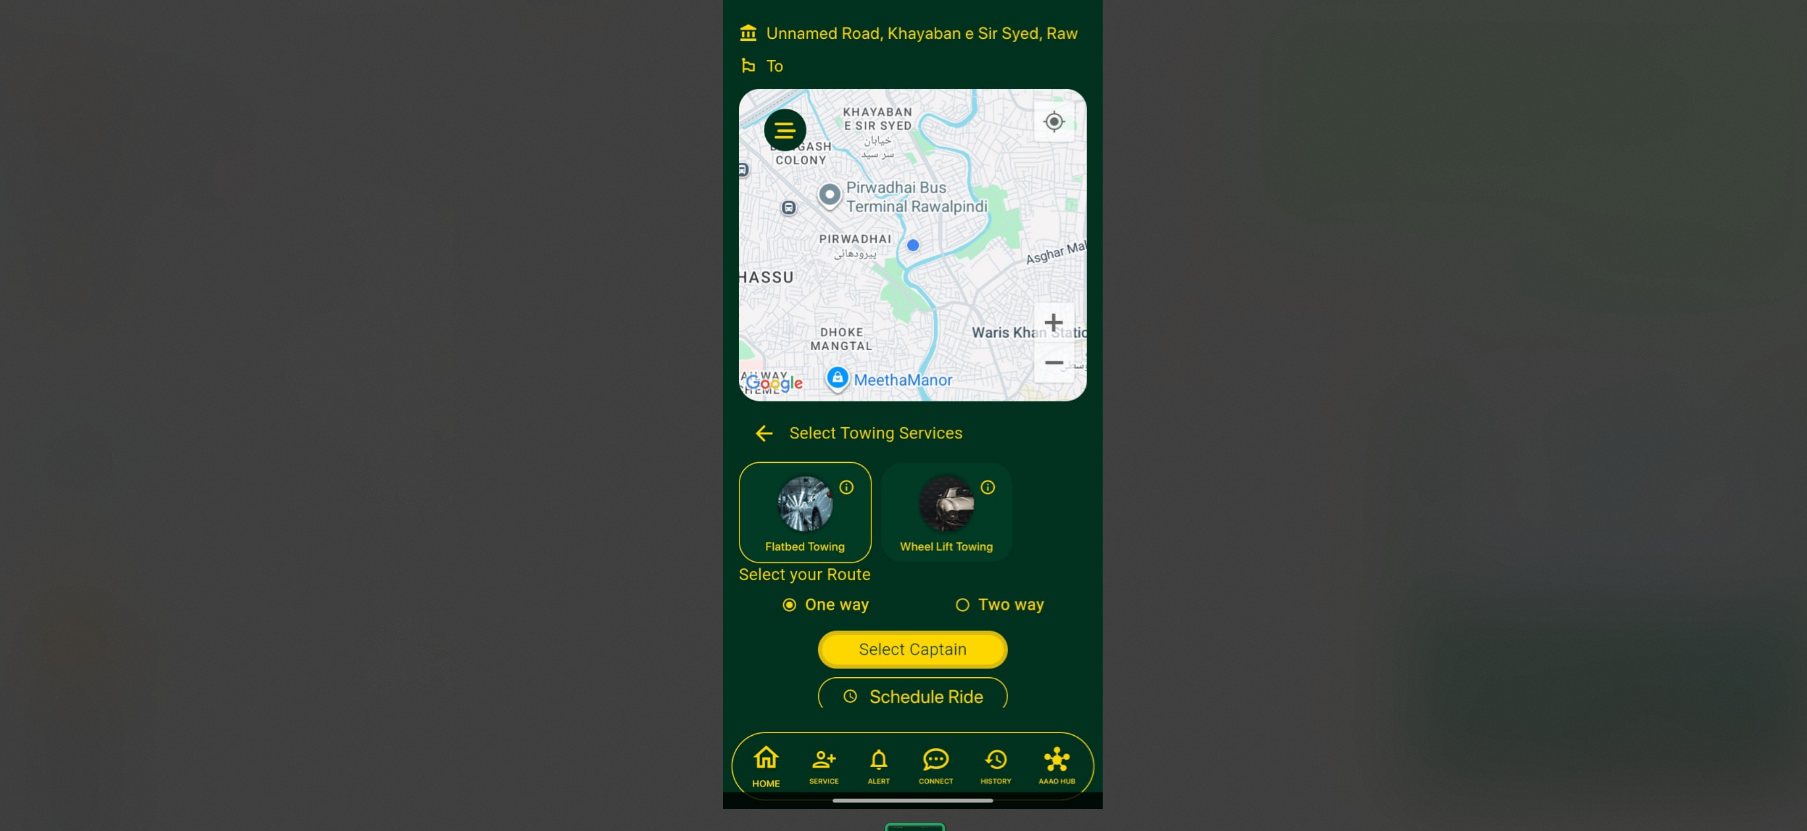 Unnamed Road, Khayaban e Sir Syed, Raw
To
KHAYABAN
E SIR SYED
خیابان
سر سید
GASH
COLONY
Pirwadhai Bus
Terminal Rawalpindi
PIRWADHAI
پیرودھائی
HASSU
Asghar Mal
DHOKE
MANGTAL
Waris Khan Statio
Google
MeethaManor
Select Towing Services
Flatbed Towing
Wheel Lift Towing
Select your Route
One way
Two way
Select Captain
Schedule Ride
HOME
SERVICE
ALERT
CONNECT
HISTORY
AAAO HUB